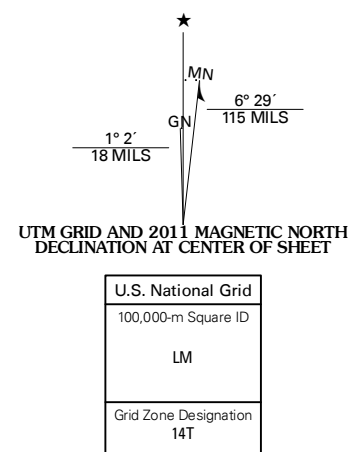 ★
MN
GN
6° 29´
115 MILS
1° 2´
18 MILS
UTM GRID AND 2011 MAGNETIC NORTH
DECLINATION AT CENTER OF SHEET
U.S. National Grid
100,000-m Square ID
LM
Grid Zone Designation
14T